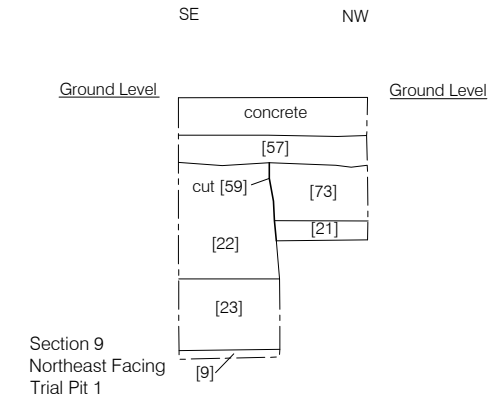 SE NW
Ground Level Ground Level
concrete
[57]
cut [59] [73]
[21]
[22]
[23]
[9]
Section 9
Northeast Facing
Trial Pit 1